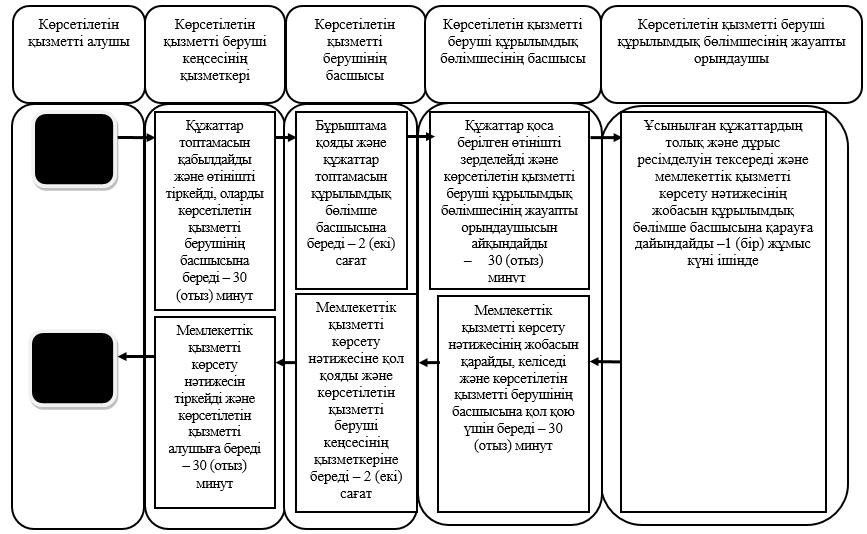 Көрсетілетін
қызметті алушы
Көрсетілетін
қызметті беруші
кеңсесінің
қызметкері
Көрсетілетін
қызметті
берушінің
басшысы
Көрсетілетін қызметті
беруші құрылымдық
бөлімшесінің басшысы
Көрсетілетін қызметті беруші
құрылымдық бөлімшесінің жауапты
орындаушы
Құжаттар
топтамасын
қабылдайды
және өтінішті
тіркейді, оларды
көрсетілетін
қызметті
берушінің
басшысына
береді – 30
(отыз) минут
Бұрыштама
қояды және
құжаттар
топтамасын
құрылымдық
бөлімше
басшысына
береді – 2 (екі)
сағат
Құжаттар қоса
берілген өтінішті
зерделейді және
көрсетілетін қызметті
беруші құрылымдық
бөлімшесінің жауапты
орындаушысын
айқындайды
– 30 (отыз)
минут
Ұсынылған құжаттардың
толық және дұрыс
ресімделуін тексереді және
мемлекеттік қызметті
көрсету нәтижесінің
жобасын құрылымдық
бөлімше басшысына қарауға
дайындайды –1 (бір) жұмыс
күні ішінде
Мемлекеттік
қызметті
көрсету
нәтижесін
тіркейді және
көрсетілетін
қызметті
алушыға береді
– 30 (отыз)
минут
Мемлекеттік
қызметті
көрсету
нәтижесіне қол
қояды және
көрсетілетін
қызметті
беруші
кеңсесінің
қызметкеріне
береді – 2 (екі)
сағат
Мемлекеттік
қызметті көрсету
нәтижесінің жобасын
қарайды, келіседі
және көрсетілетін
қызметті берушінің
басшысына қол қою
үшін береді – 30
(отыз) минут